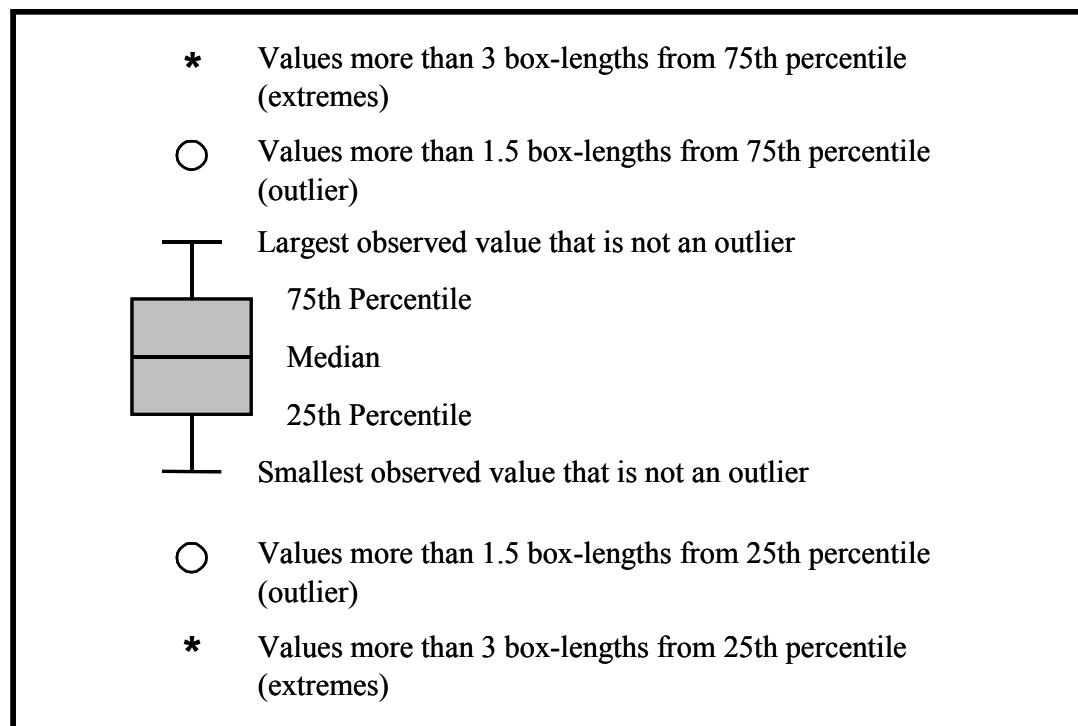 * Values more than 3 box-lengths from 75th percentile
(extremes)
Values more than 1.5 box-lengths from 75th percentile
(outlier)
Largest observed value that is not an outlier
75th Percentile
Median
25th Percentile
Smallest observed value that is not an outlier
Values more than 1.5 box-lengths from 25th percentile
(outlier)
* Values more than 3 box-lengths from 25th percentile
(extremes)